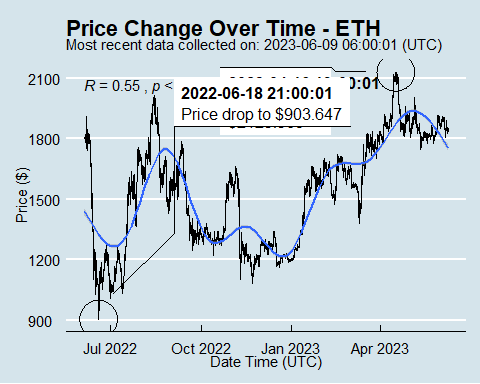 Price Change Over Time - ETH
Most recent data collected on: 2023-06-09 06:00:01 (UTC)
R = 0.55 , p <
2022-06-18 21:00:01
Price drop to $903.647
2100
1800
1500
1200
900
Price ($)
Jul 2022
Oct 2022
Jan 2023
Apr 2023
Date Time (UTC)